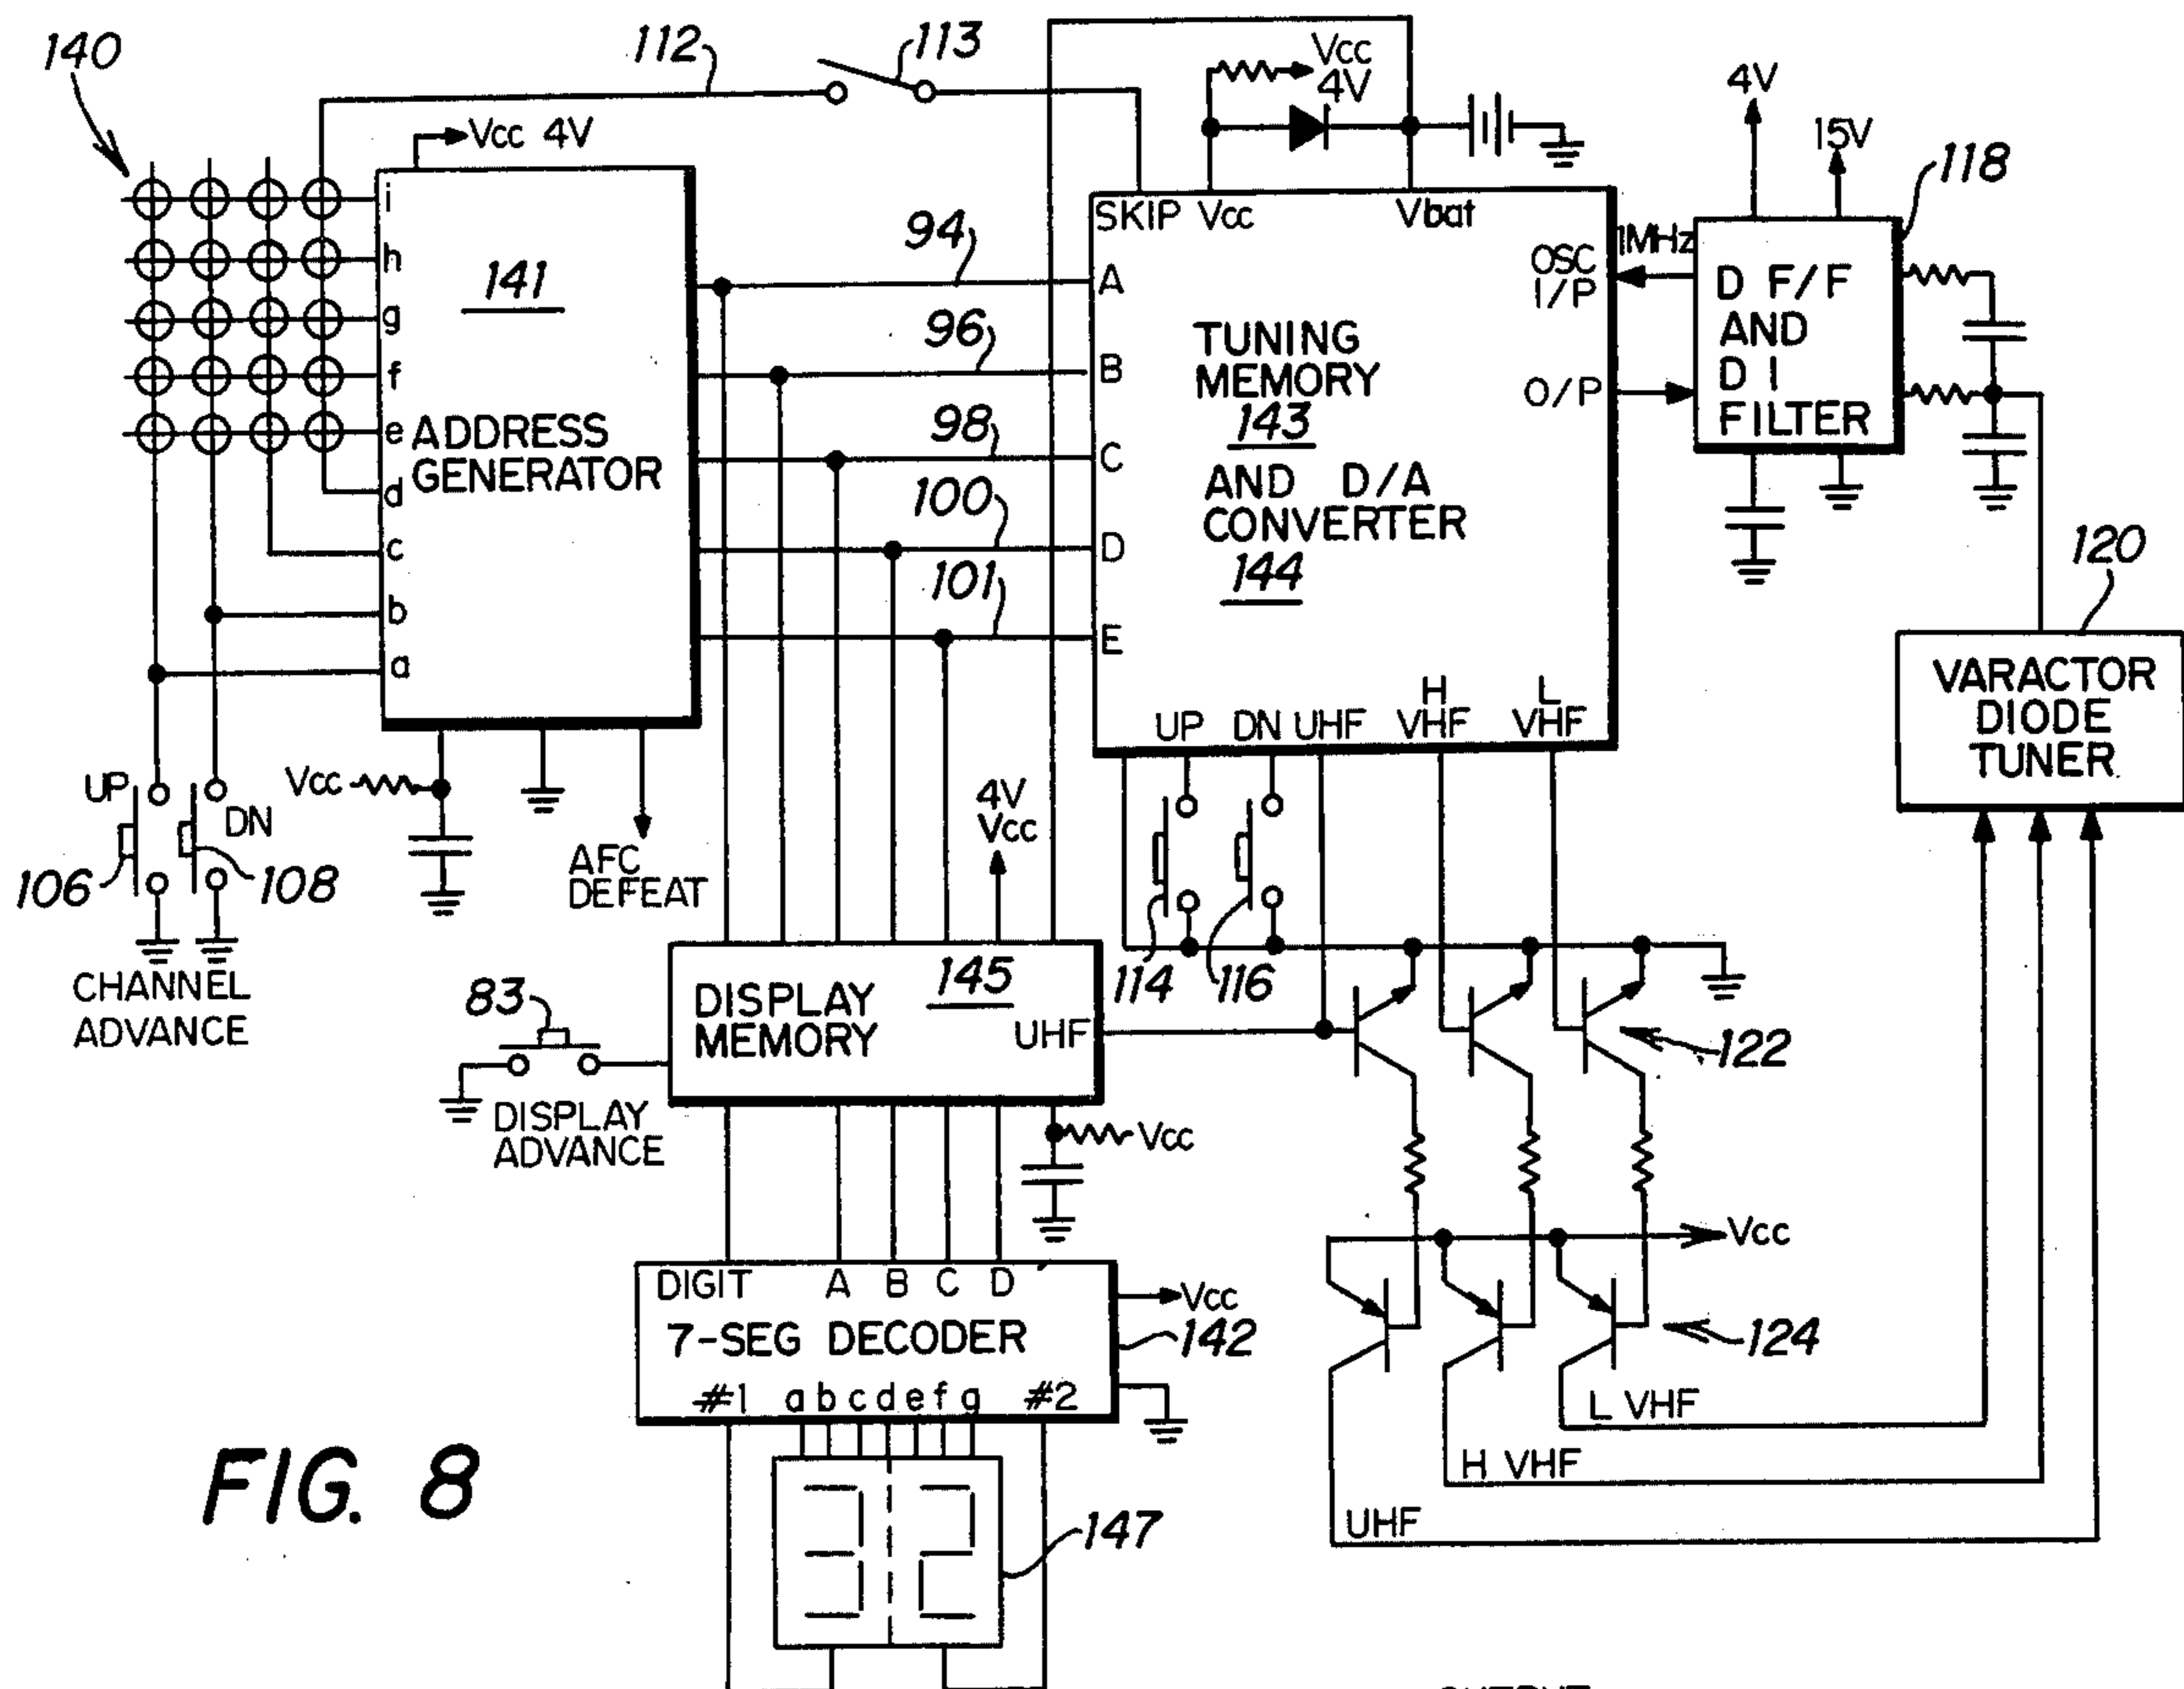 140
112
113
Vcc
4V
4V
15V
118
Vcc 4V
i
h
g
f
e
d
c
b
a
141
ADDRESS
GENERATOR
94
96
98
100
101
SKIP Vcc Vbat
A
B
C
D
E
TUNING
MEMORY
143
AND D/A
CONVERTER
144
OSC
I/P
1MHz
O/P
D F/F
AND
D I
FILTER
120
VARACTOR
DIODE
TUNER
UP DN UHF
H
VHF
L
VHF
UP
DN
106
108
CHANNEL
ADVANCE
Vcc
AFC
DEFEAT
4V
Vcc
114
116
122
83
DISPLAY
ADVANCE
DISPLAY
MEMORY
145
UHF
Vcc
Vcc
DIGIT A B C D
7-SEG DECODER
#1 a b c d e f g #2
Vcc
142
124
L VHF
H VHF
UHF
32
147
FIG. 8